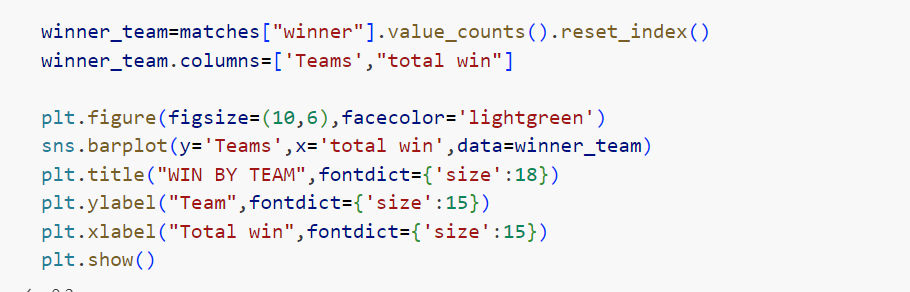 winner_team=matches["winner"].value_counts().reset_index()
winner_team.columns=['Teams',"total win"]
plt.figure(figsize=(10,6),facecolor='lightgreen')
sns.barplot(y='Teams',x='total win',data=winner_team)
plt.title("WIN BY TEAM",fontdict={'size':18})
plt.ylabel("Team",fontdict={'size':15})
plt.xlabel("Total win",fontdict={'size':15})
plt.show()